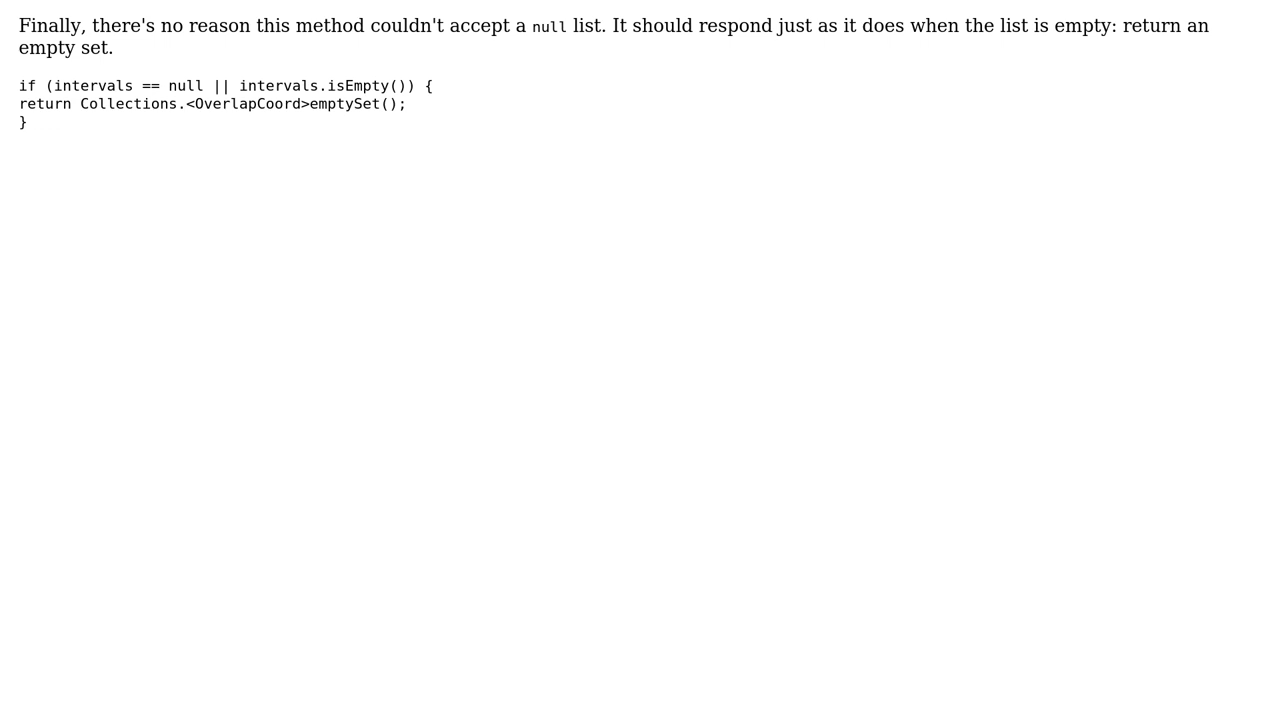 Finally, there's no reason this method couldn't accept a null list. It should respond just as it does when the list is empty: return an
empty set.
if (intervals == null || intervals.isEmpty()) {
return Collections.<OverlapCoord>emptySet();
}